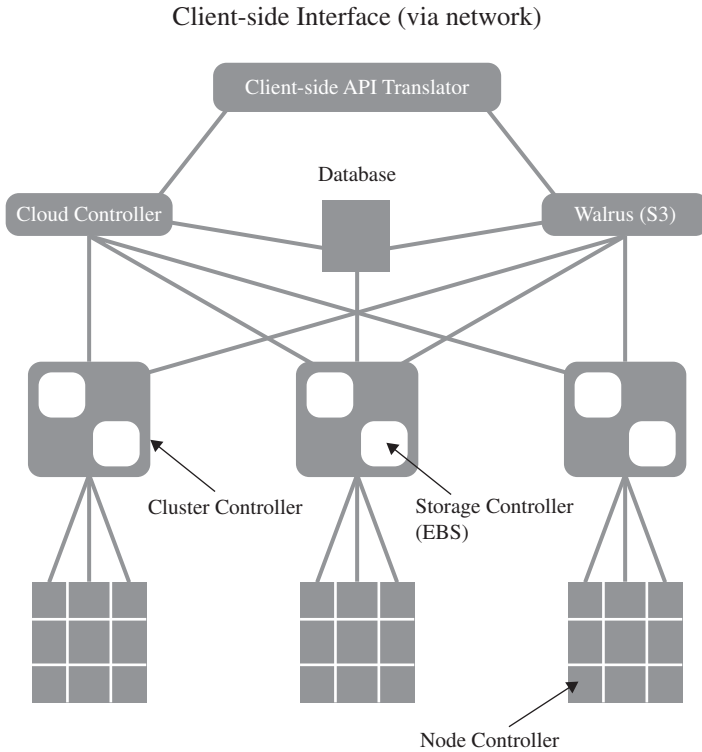 Client-side Interface (via network)
Client-side API Translator
Database
Cloud Controller
Walrus (S3)
Cluster Controller
Storage Controller
(EBS)
Node Controller